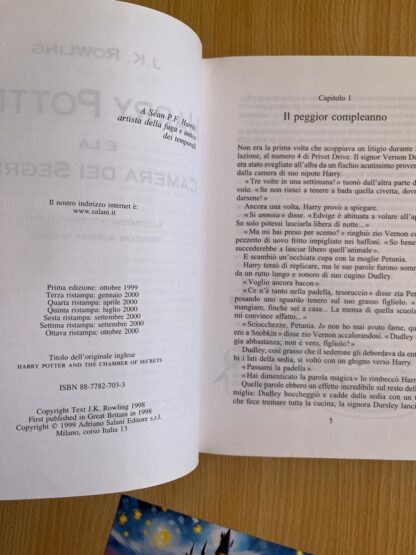 A Seán P.F. Harris,
artista della fuga e amico
dei temporali
Il nostro indirizzo internet è:
www.salani.it
Prima edizione: ottobre 1999
Terza ristampa: gennaio 2000
Quarta ristampa: aprile 2000
Quinta ristampa: luglio 2000
Sesta ristampa: settembre 2000
Settima ristampa: settembre 2000
Ottava ristampa: ottobre 2000
Titolo dell'originale inglese
HARRY POTTER AND THE CHAMBER OF SECRETS
ISBN 88-7782-703-3
Copyright Text J.K. Rowling 1998
First published in Great Britain in 1998
Copyright © 1999 Adriano Salani Editore s.r.l.
Milano, corso Italia 13
Capitolo 1
Il peggior compleanno
Non era la prima volta che scoppiava un litigio durante
lazione, al numero 4 di Privet Drive. Il signor Vernon Du
era stato svegliato all'alba da un fischio acutissimo prove
dalla camera di suo nipote Harry.
« Tre volte in una settimana! » tuonò dall'altra parte d
volo. « Se non riesci a tenere a bada quella civetta, dov
darsene! »
Ancora una volta, Harry provò a spiegare.
« Si annoia » disse. « Edvige è abituata a volare all'ap
Se solo potessi lasciarla libera di notte... »
« Ma mi hai preso per scemo? » ringhiò zio Vernon co
pezzetto di uovo fritto impigliato nei baffoni. « So bene
succederebbe a lasciar libero quell'animale ».
E scambiò un'occhiata cupa con la moglie Petunia.
Harry tentò di replicare, ma le sue parole furono somm
da un rutto lungo e sonoro di suo cugino Dudley.
« Voglio ancora bacon ».
« Ce n'è tanto nella padella, tesoruccio » disse zia Pet
posando uno sguardo tenero sul suo grasso figliolo. «
mangiare, finché sei a casa... La mensa di quella scuola
mi convince affatto... »
« Sciocchezze, Petunia. Io non ho mai avuto fame, qu
ero a Snobkin » disse zio Vernon accalorandosi. « Dudley
gia abbastanza; non è vero, figliolo? »
Dudley, così grasso che il sederone gli debordava da ent
bi i lati della sedia, si voltò con un ghigno verso Harry.
« Passami la padella ».
« Hai dimenticato la parola magica » lo rimbeccò Harr
Quelle parole ebbero un effetto incredibile sul resto dell
miglia: Dudley boccheggiò e cadde dalla sedia con un t
che fece tremare tutta la cucina; la signora Dursley lanci
5